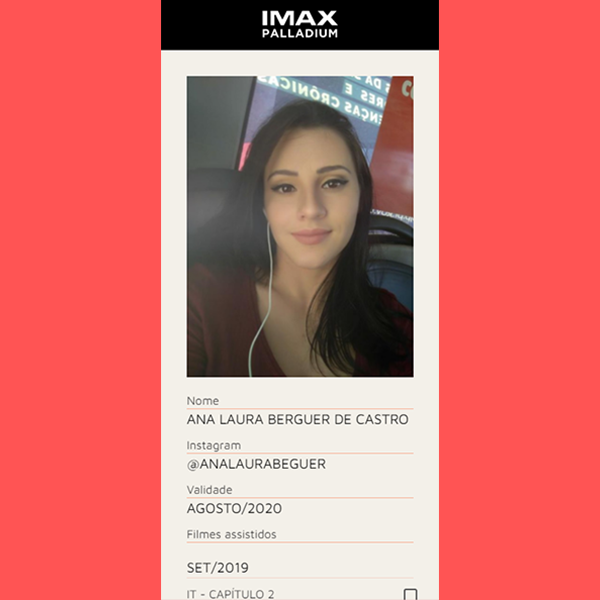 IMAX
PALLADIUM
Nome
ANA LAURA BERGUER DE CASTRO
Instagram
@ANALAURABEGUER
Validade
AGOSTO/2020
Filmes assistidos
SET/2019
IT - CAPÍTULO 2